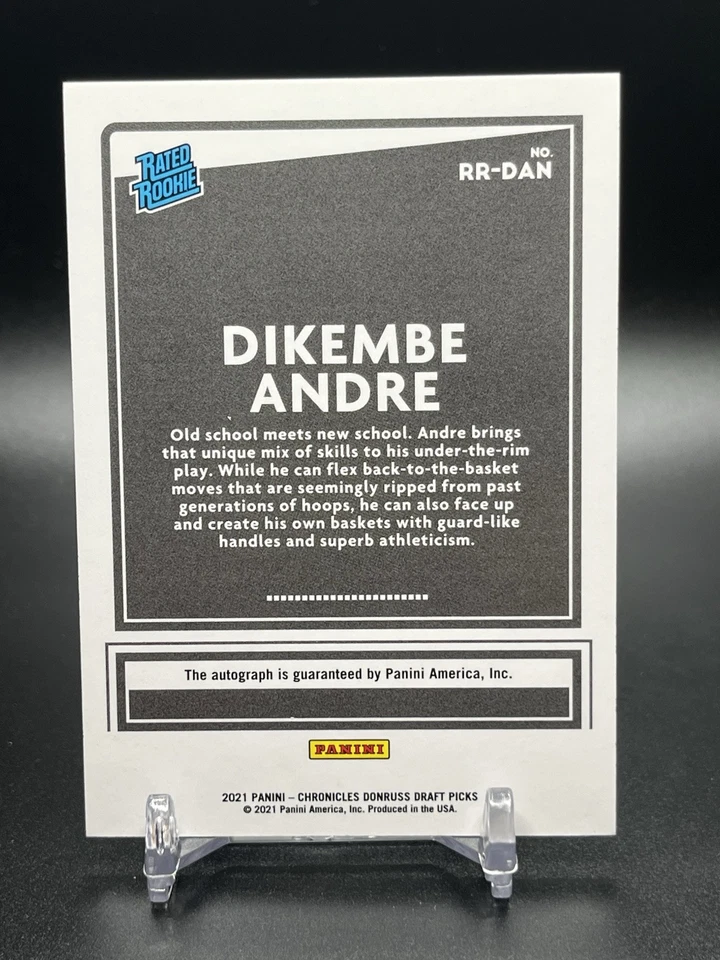 RATED
ROOKIE
NO.
RR-DAN
DIKEMBE
ANDRE
Old school meets new school. Andre brings
that unique mix of skills to his under-the-rim
play. While he can flex back-to-the-basket
moves that are seemingly ripped from past
generations of hoops, he can also face up
and create his own baskets with guard-like
handles and superb athleticism.
The autograph is guaranteed by Panini America, Inc.
PANINI
2021 PANINI – CHRONICLES DONRUSS DRAFT PICKS
© 2021 Panini America, Inc. Produced in the USA.